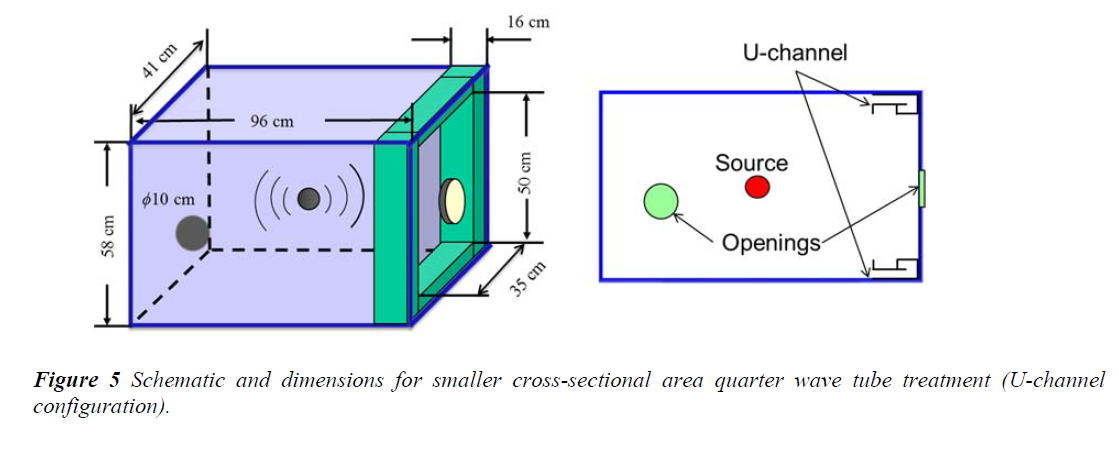 16 cm
41 cm
96 cm
ϕ10 cm
58 cm
50 cm
35 cm
U-channel
Source
Openings
Figure 5 Schematic and dimensions for smaller cross-sectional area quarter wave tube treatment (U-channel
configuration).